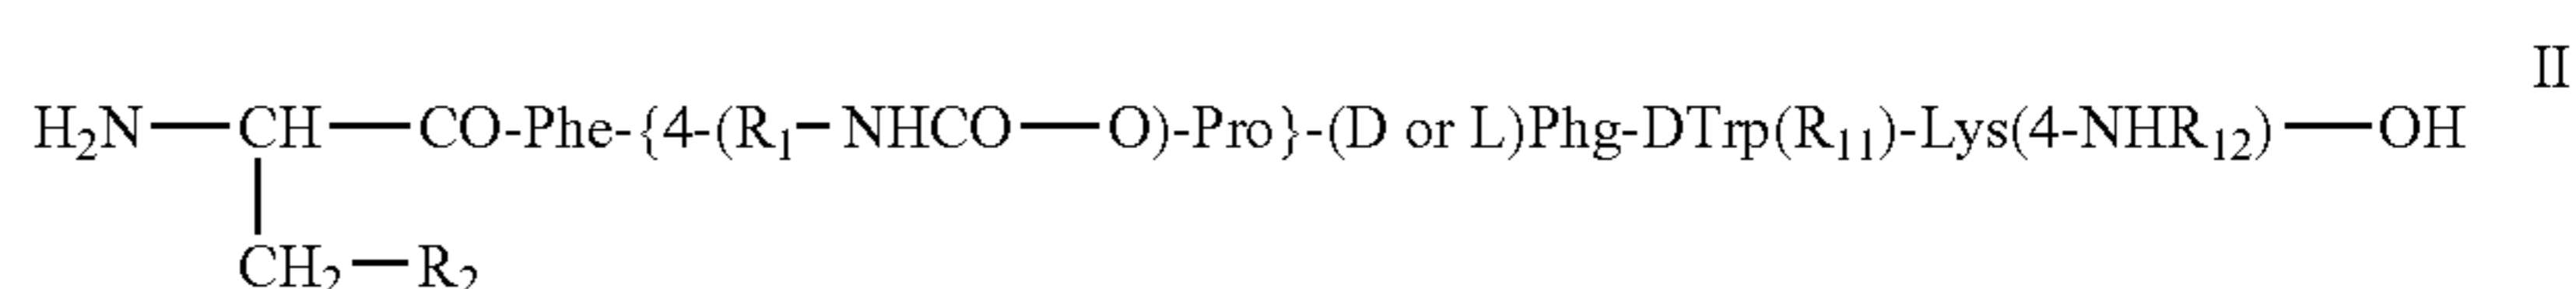 II
H₂N—CH—CO-Phe-{4-(R₁–NHCO—O)-Pro}-(D or L)Phg-DTrp(R₁₁)-Lys(4-NHR₁₂)—OH
CH₂—R₂